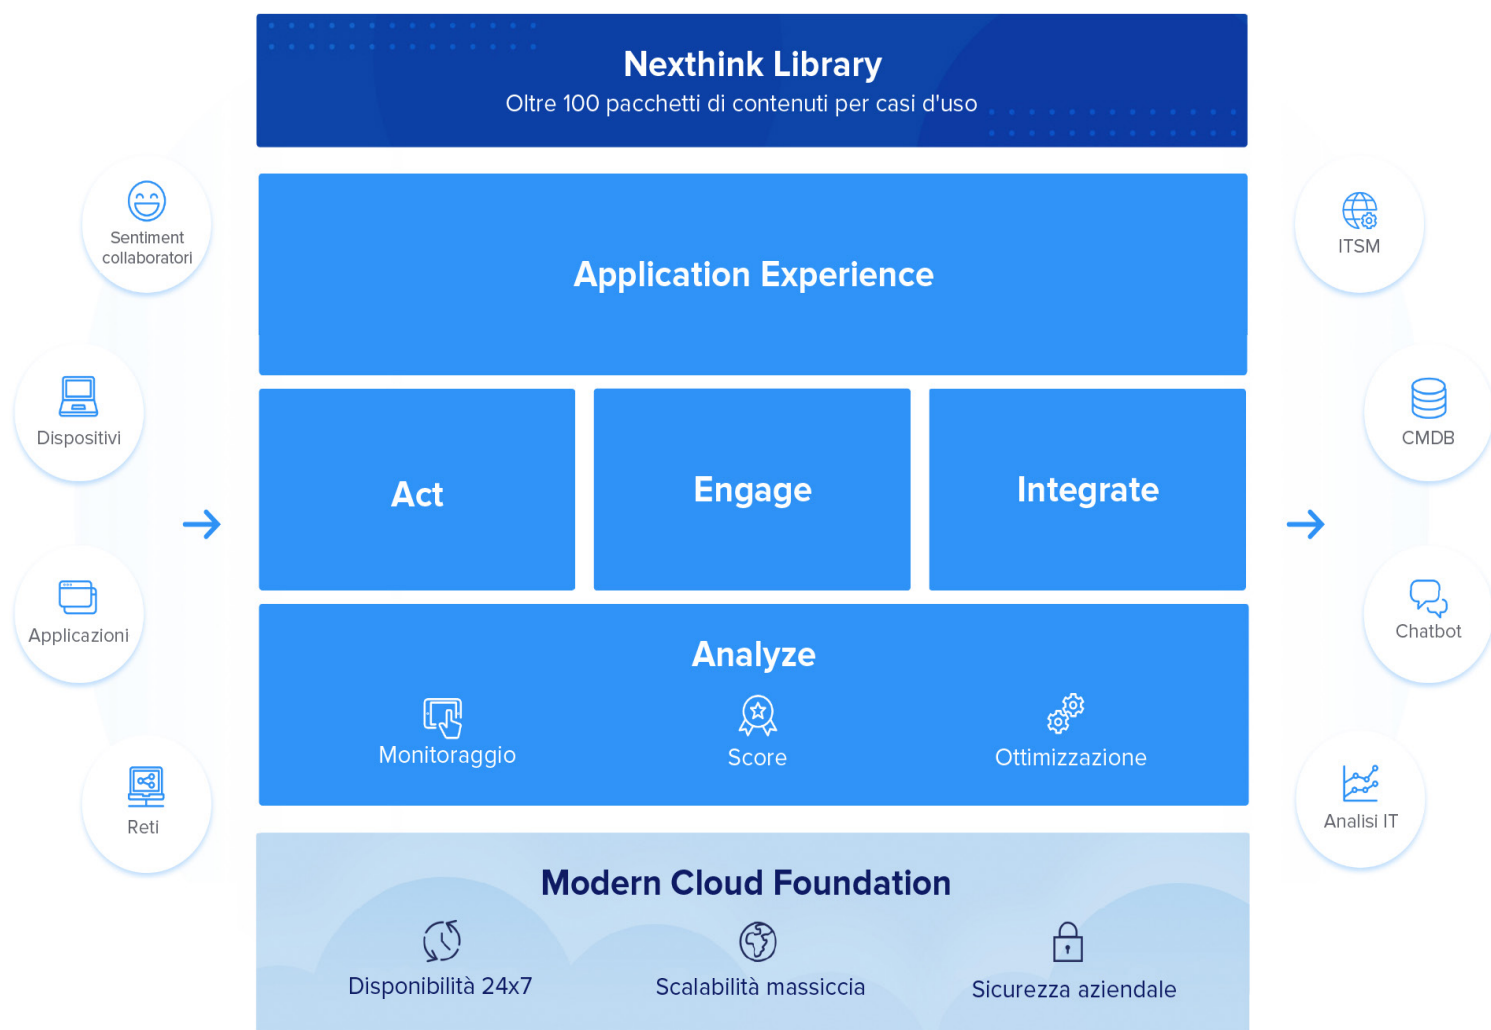 Nexthink Library
Oltre 100 pacchetti di contenuti per casi d'uso
Sentiment
collaboratori
Dispositivi
Applicazioni
Reti
Application Experience
Act
Engage
Integrate
Analyze
Monitoraggio
Score
Ottimizzazione
Modern Cloud Foundation
Disponibilità 24x7
Scalabilità massiccia
Sicurezza aziendale
ITSM
CMDB
Chatbot
Analisi IT